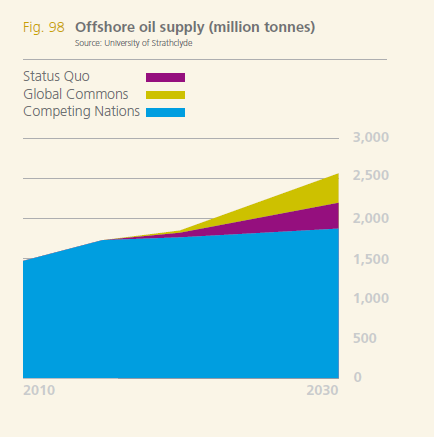 Fig. 98 Offshore oil supply (million tonnes)
Source: University of Strathclyde
Status Quo
Global Commons
Competing Nations
3,000
2,500
2,000
1,500
1,000
500
0
2010 2030